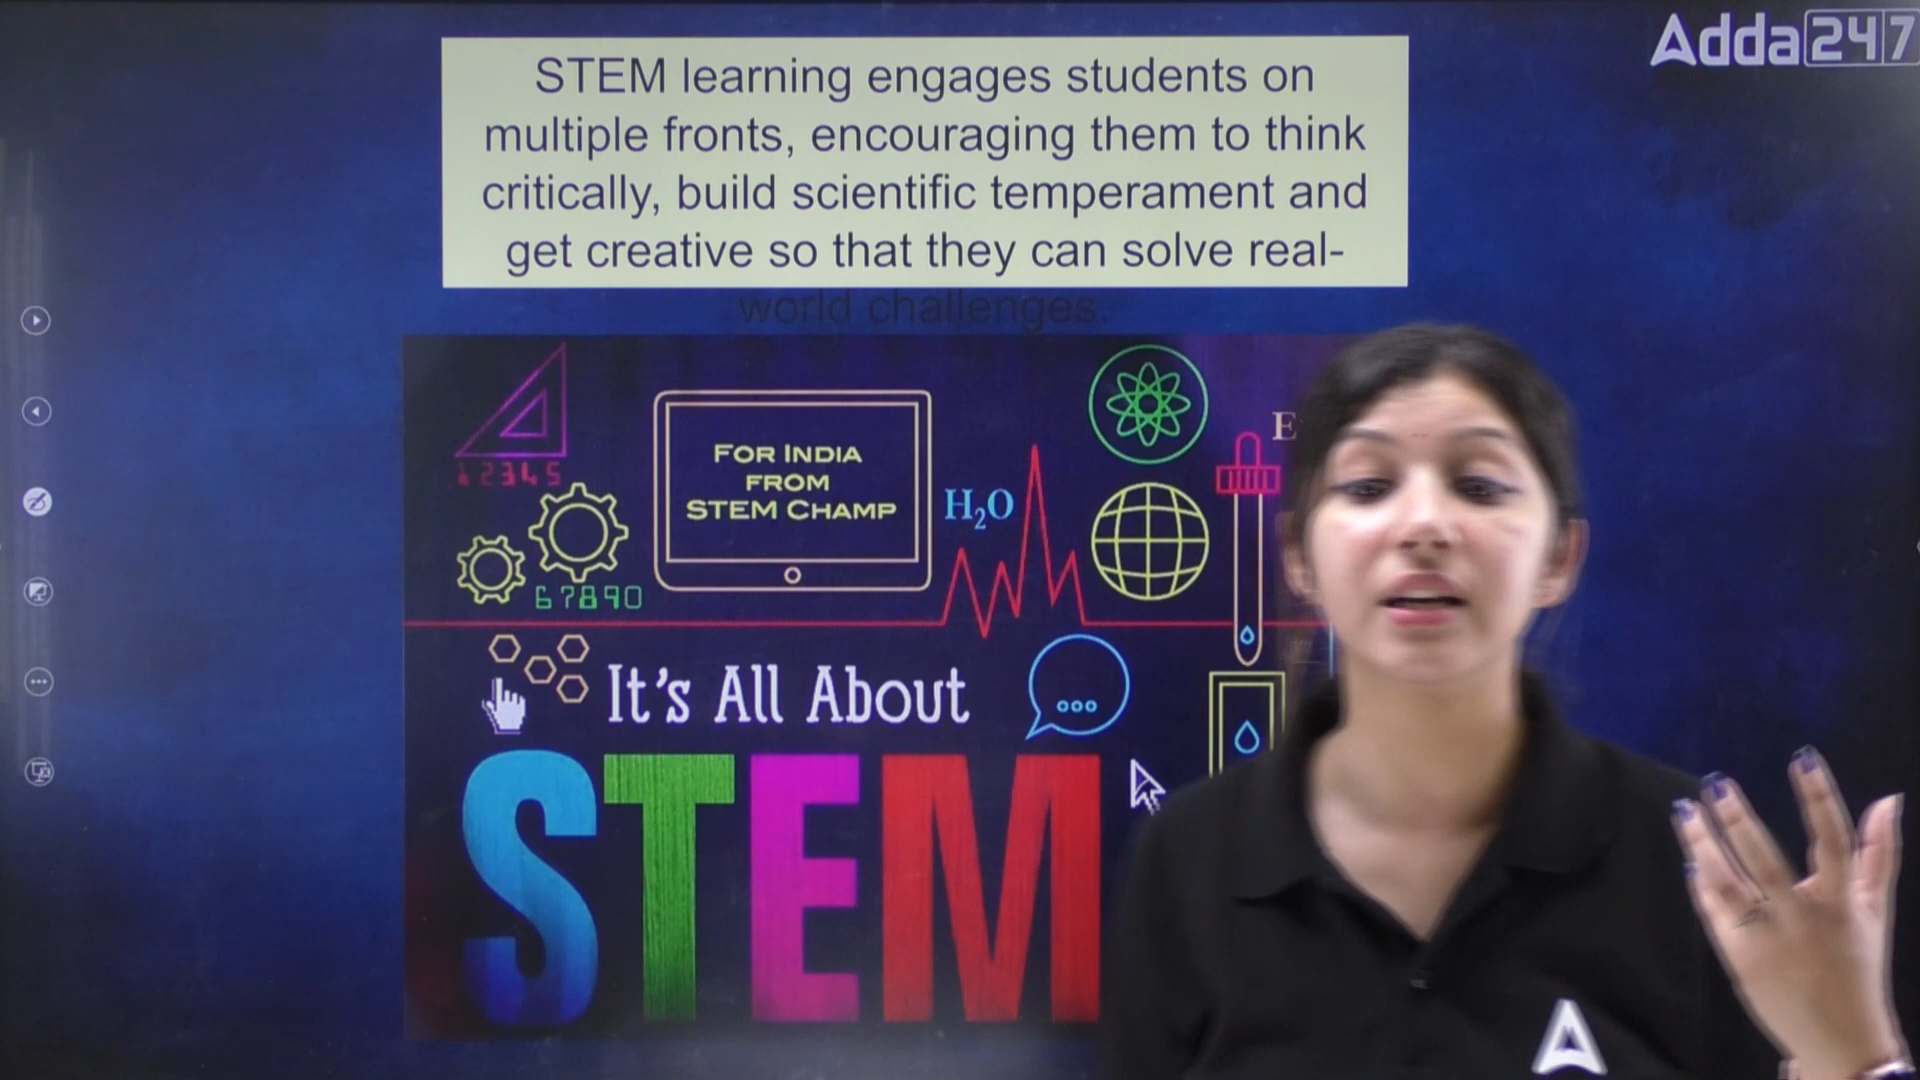 Adda247
STEM learning engages students on
multiple fronts, encouraging them to think
critically, build scientific temperament and
get creative so that they can solve real-
world challenges.
12345
FOR INDIA
FROM
STEM CHAMP
H₂O
E
67890
It's All About
STEM